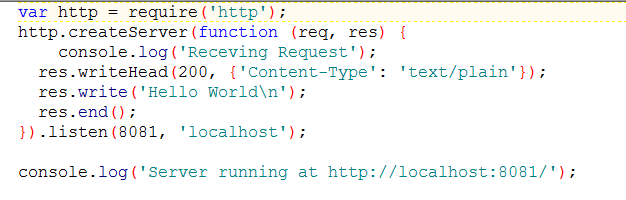 var http = require('http');
http.createServer(function (req, res) {
console.log('Receving Request');
res.writeHead(200, {'Content-Type': 'text/plain'});
res.write('Hello World\n');
res.end();
}).listen(8081, 'localhost');
console.log('Server running at http://localhost:8081/');